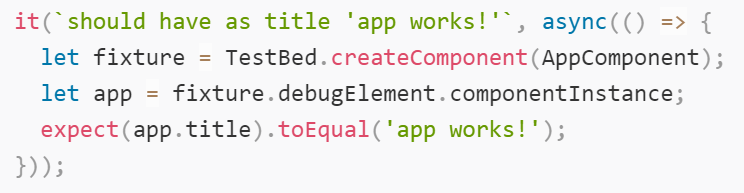 it(`should have as title 'app works!'`, async(() => {
  let fixture = TestBed.createComponent(AppComponent);
  let app = fixture.debugElement.componentInstance;
  expect(app.title).toEqual('app works!');
}));